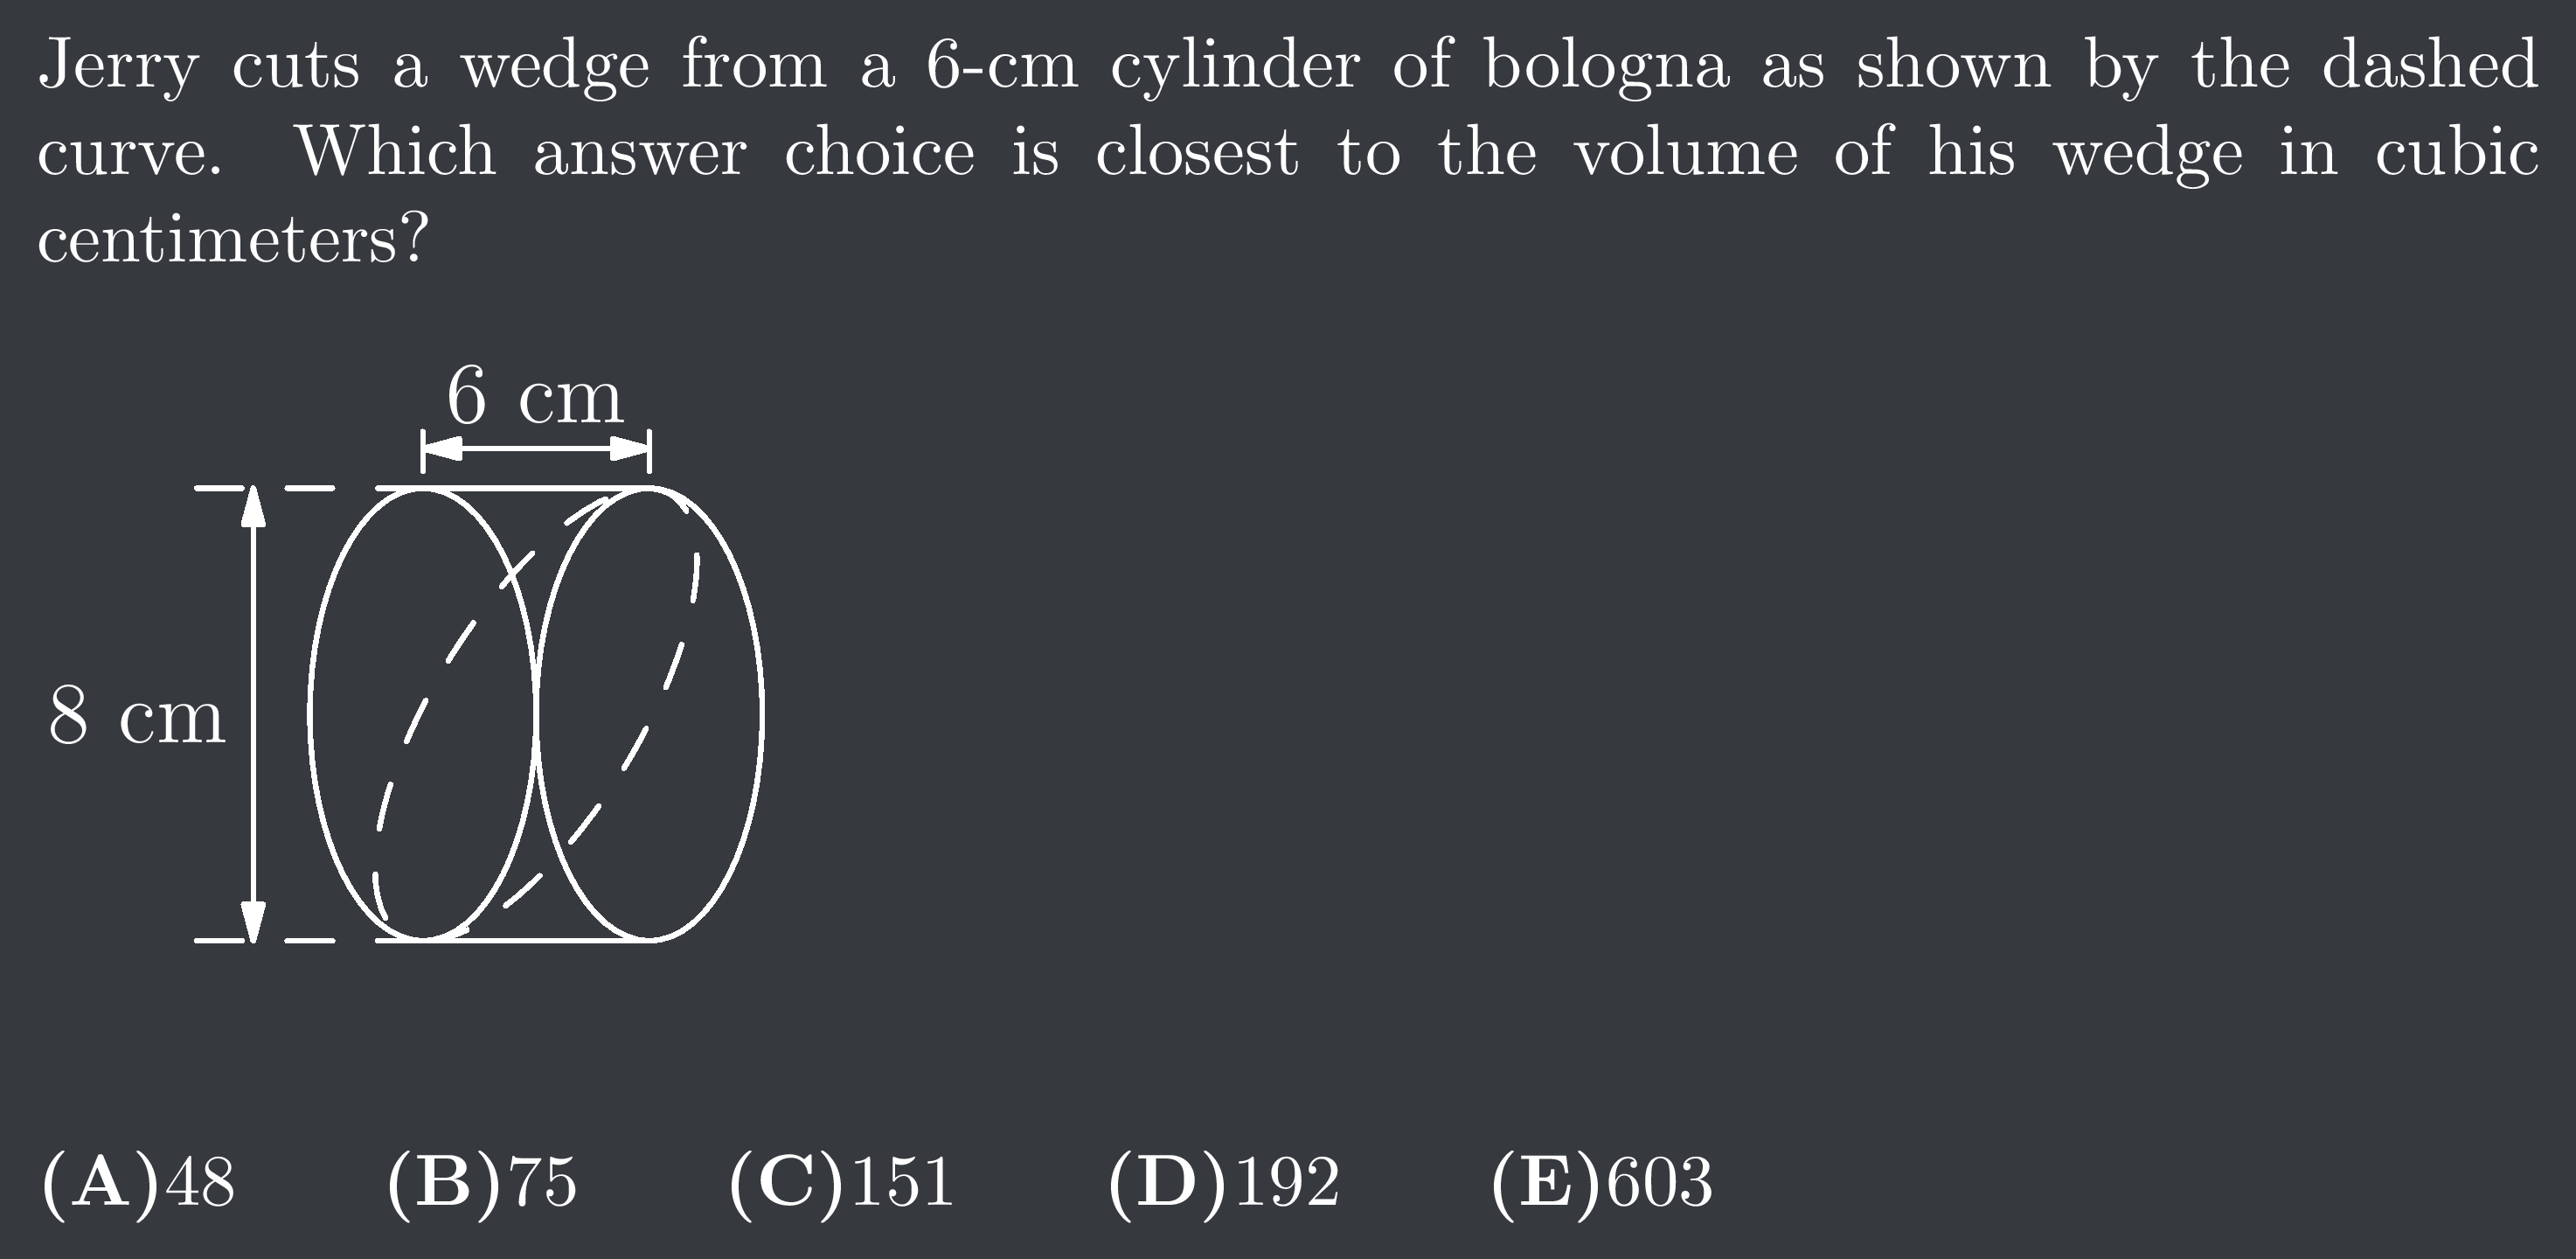 Jerry cuts a wedge from a 6-cm cylinder of bologna as shown by the dashed
curve. Which answer choice is closest to the volume of his wedge in cubic
centimeters?
6 cm
8 cm
(A)48 (B)75 (C)151 (D)192 (E)603